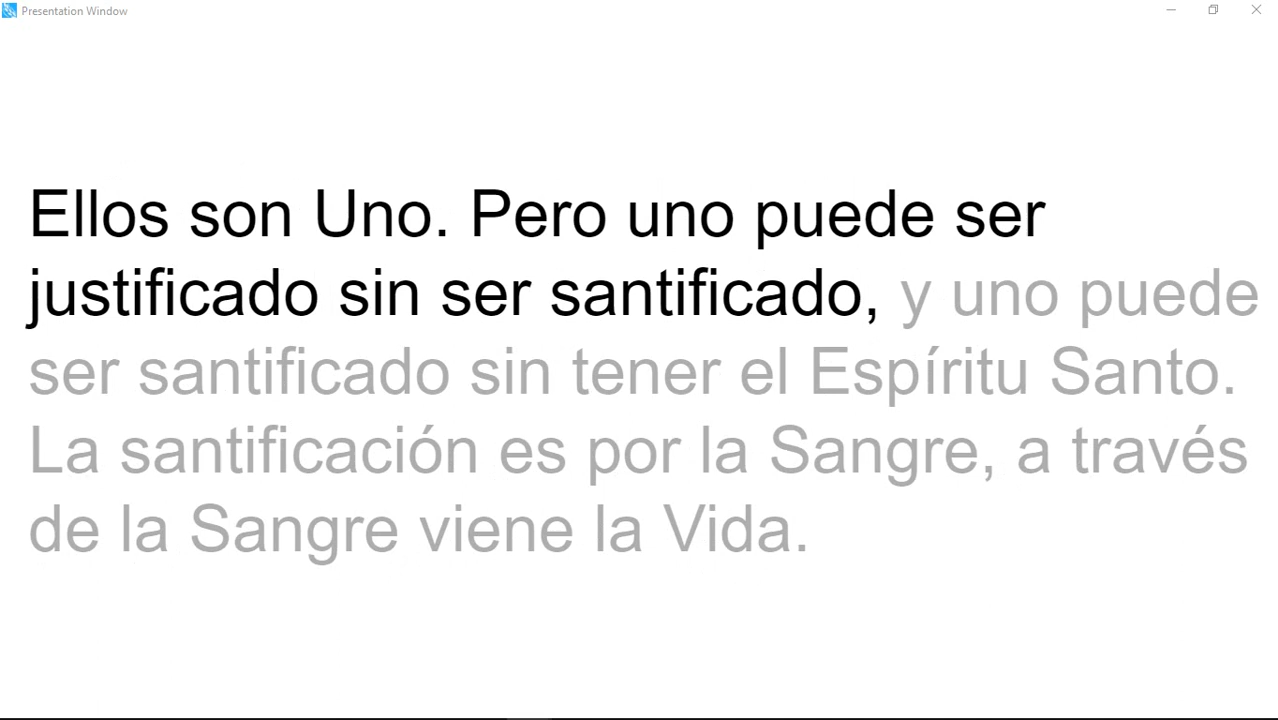 Presentation Window
Ellos son Uno. Pero uno puede ser
justificado sin ser santificado, y uno puede
ser santificado sin tener el Espíritu Santo.
La santificación es por la Sangre, a través
de la Sangre viene la Vida.